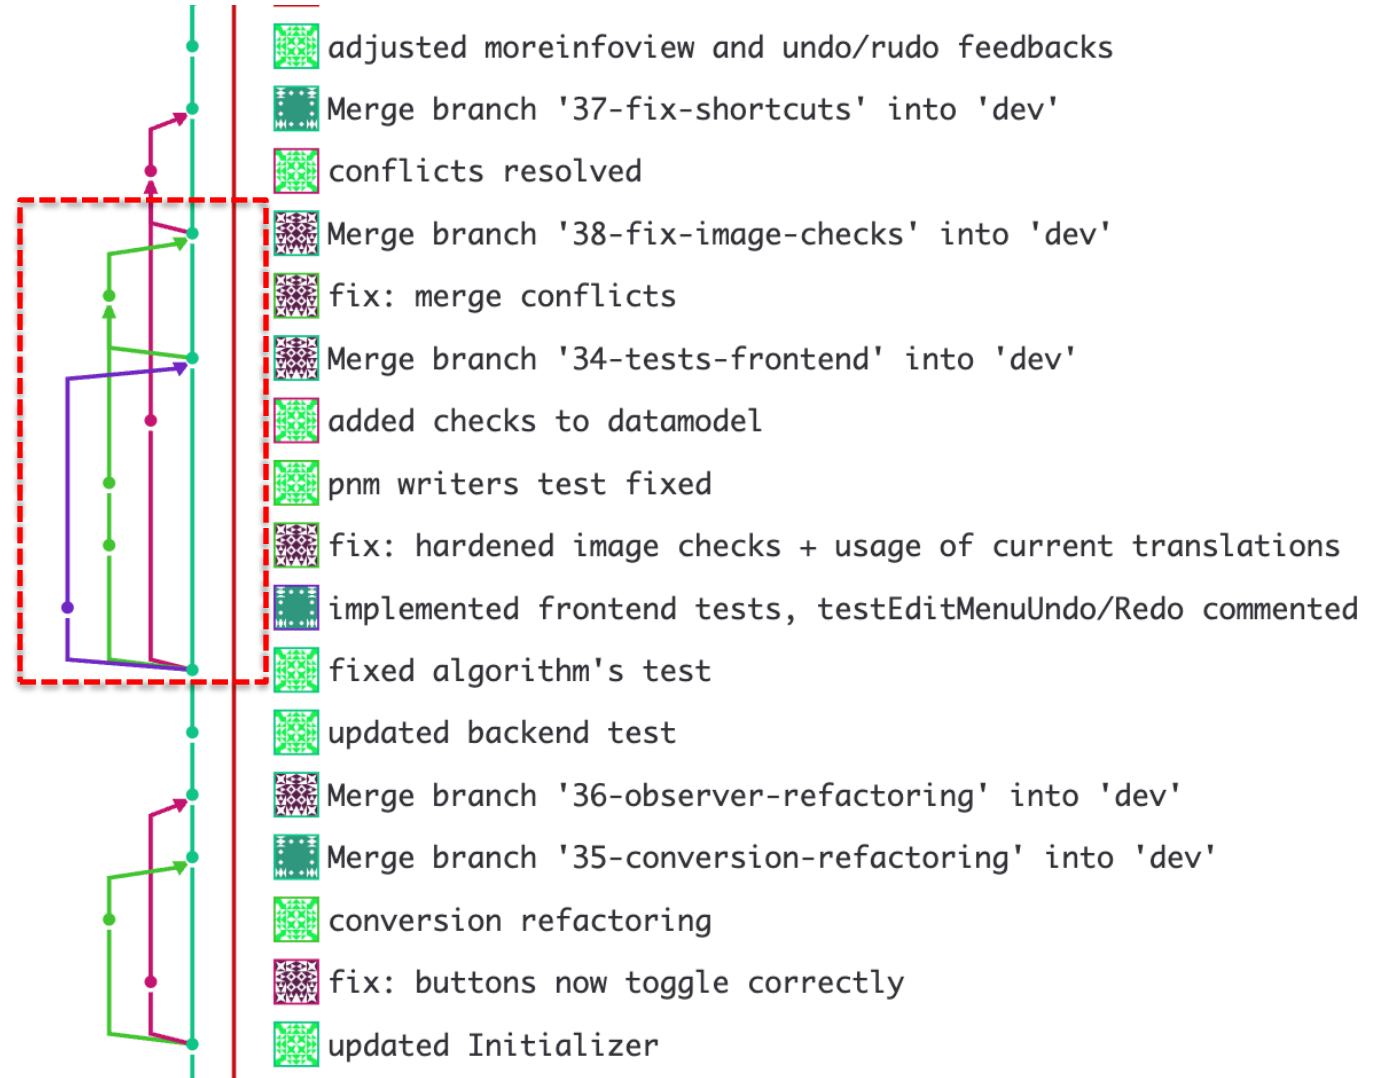 adjusted moreinfoview and undo/rudo feedbacks
Merge branch '37-fix-shortcuts' into 'dev'
conflicts resolved
Merge branch '38-fix-image-checks' into 'dev'
fix: merge conflicts
Merge branch '34-tests-frontend' into 'dev'
added checks to datamodel
pnm writers test fixed
fix: hardened image checks + usage of current translations
implemented frontend tests, testEditMenuUndo/Redo commented
fixed algorithm's test
updated backend test
Merge branch '36-observer-refactoring' into 'dev'
Merge branch '35-conversion-refactoring' into 'dev'
conversion refactoring
fix: buttons now toggle correctly
updated Initializer